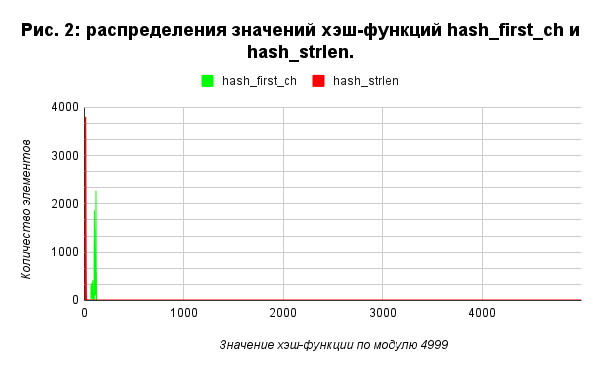 Рис. 2: распределения значений хэш-функций hash_first_ch и
hash_strlen.
hash_first_ch hash_strlen
4000
3000
2000
1000
0
Количество элементов
0 1000 2000 3000 4000
Значение хэш-функции по модулю 4999